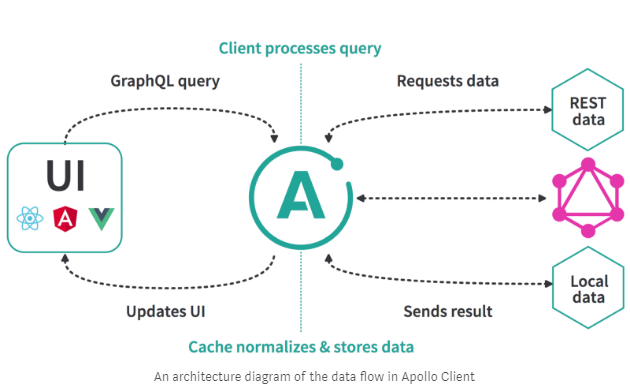 Client processes query
GraphQL query
Requests data
REST
data
UI
A
Local
data
Updates UI
Sends result
Cache normalizes & stores data
An architecture diagram of the data flow in Apollo Client